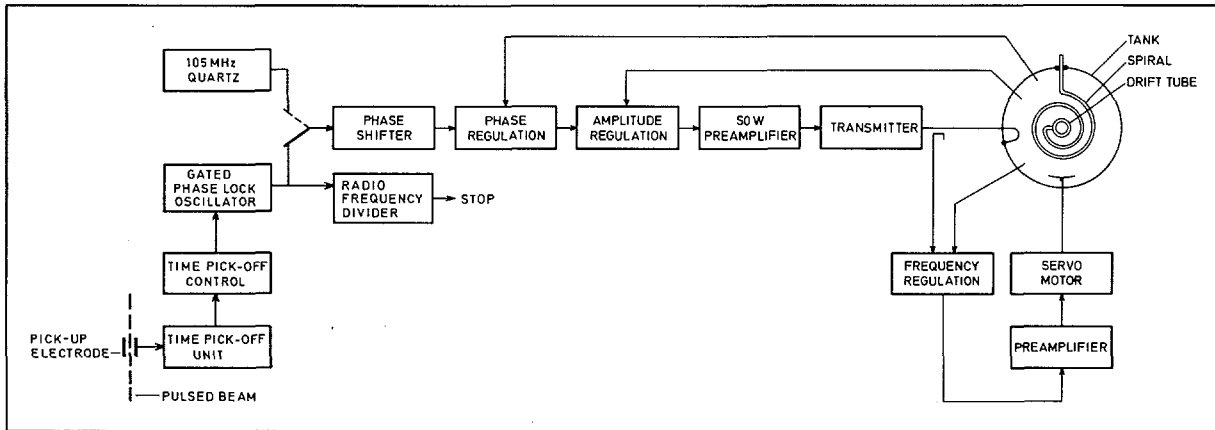 105 MHz
QUARTZ
PHASE
SHIFTER
PHASE
REGULATION
AMPLITUDE
REGULATION
50 W
PREAMPLIFIER
TRANSMITTER
TANK
SPIRAL
DRIFT TUBE
GATED
PHASE LOCK
OSCILLATOR
RADIO
FREQUENCY
DIVIDER
STOP
TIME PICK-OFF
CONTROL
FREQUENCY
REGULATION
SERVO
MOTOR
PICK-UP
ELECTRODE
TIME PICK-OFF
UNIT
PREAMPLIFIER
PULSED BEAM